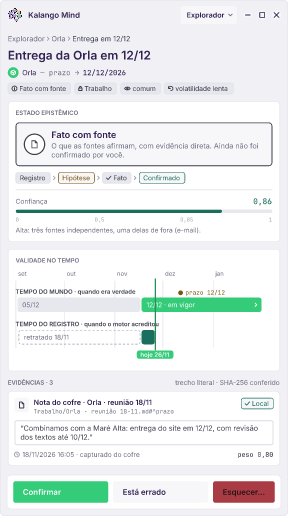 Kalango Mind
Explorador
Explorador › Orla › Entrega em 12/12
Entrega da Orla em 12/12
Orla — prazo → 12/12/2026
Fato com fonte
Trabalho
comum
volatilidade lenta
ESTADO EPISTÊMICO
Fato com fonte
O que as fontes afirmam, com evidência direta. Ainda não foi
confirmado por você.
Registro › Hipótese › Fato › Confirmado
Confiança 0,86
0 0,5 0,85 1
Alta: três fontes independentes, uma delas de fora (e-mail).
VALIDADE NO TEMPO
set out nov dez jan
TEMPO DO MUNDO · quando era verdade
prazo 12/12
05/12
12/12 · em vigor
TEMPO DO REGISTRO · quando o motor acreditou
retratado 18/11
hoje 26/11
EVIDÊNCIAS · 3
trecho literal · SHA-256 conferido
Nota do cofre · Orla · reunião 18/11
Local
Trabalho/Orla - reunião 18-11.md#^prazo
“Combinamos com a Maré Alta: entrega do site em 12/12, com revisão
dos textos até 10/12.”
18/11/2026 16:05 · capturado do cofre
peso 0,80
Confirmar
Está errado
Esquecer…